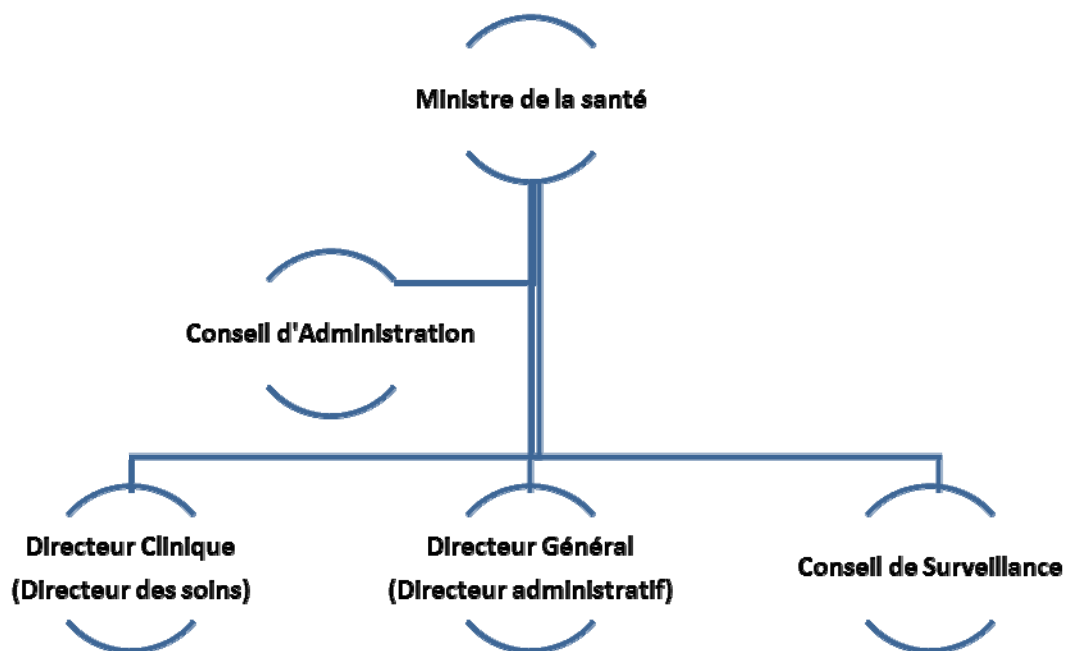 Ministre de la santé
Conseil d'Administration
Directeur Clinique
(Directeur des soins)
Directeur Général
(Directeur administratif)
Conseil de Surveillance